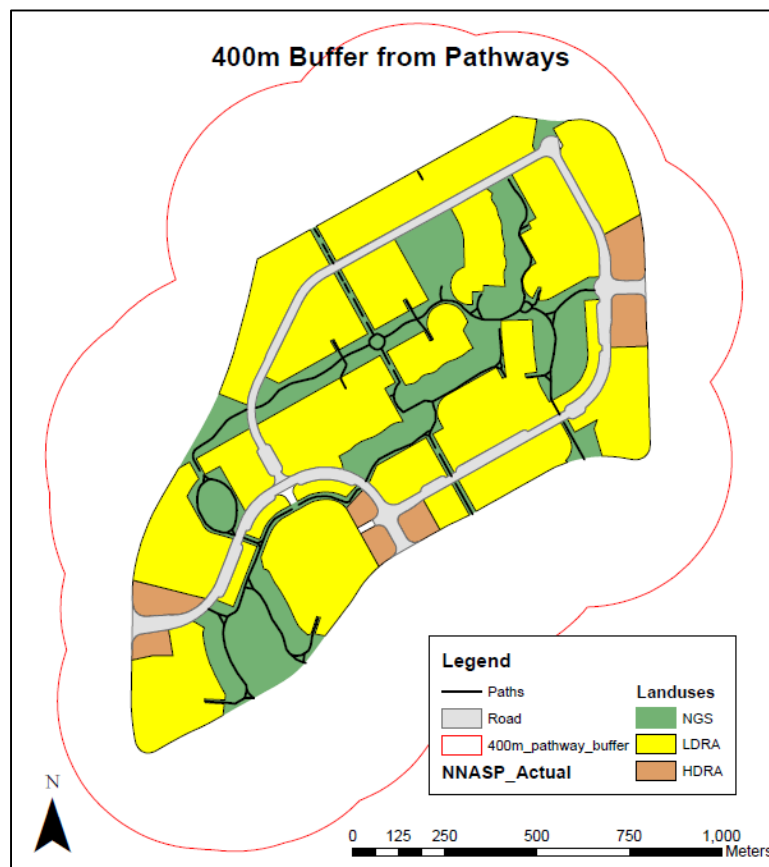 400m Buffer from Pathways
N
Legend
Paths
Road
400m_pathway_buffer
NNASP_Actual
Landuses
NGS
LDRA
HDRA
0 125 250 500 750 1,000
Meters